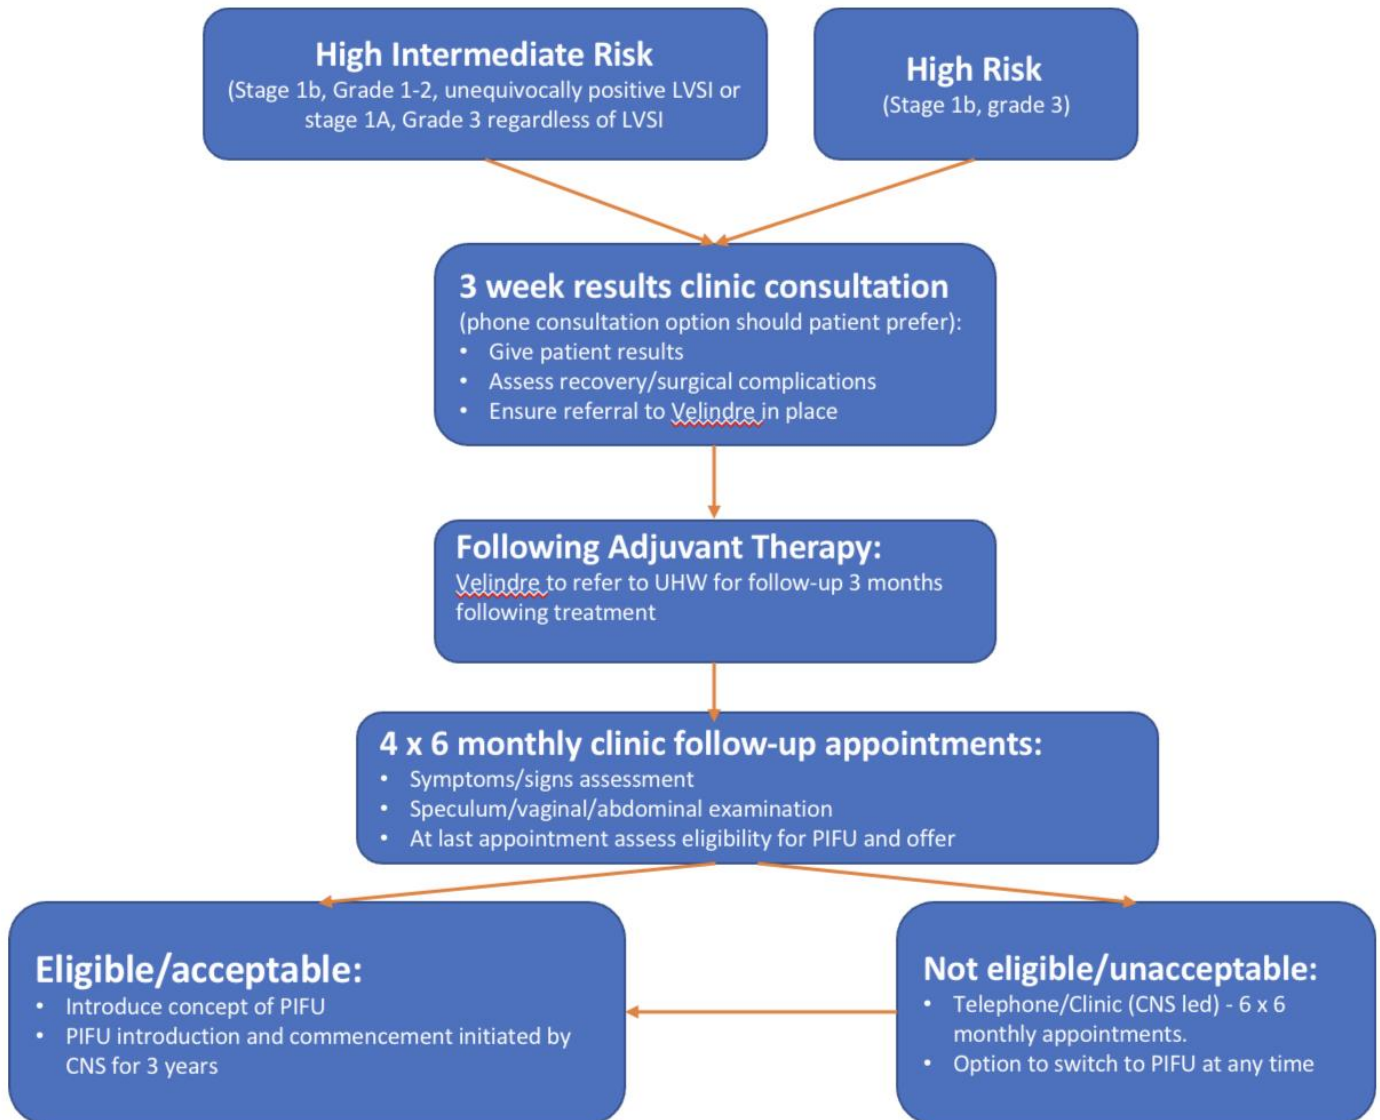 High Intermediate Risk
(Stage 1b, Grade 1-2, unequivocally positive LVSI or
stage 1A, Grade 3 regardless of LVSI
High Risk
(Stage 1b, grade 3)
3 week results clinic consultation
(phone consultation option should patient prefer):
• Give patient results
• Assess recovery/surgical complications
• Ensure referral to Velindre in place
Following Adjuvant Therapy:
Velindre to refer to UHW for follow-up 3 months
following treatment
4 x 6 monthly clinic follow-up appointments:
• Symptoms/signs assessment
• Speculum/vaginal/abdominal examination
• At last appointment assess eligibility for PIFU and offer
Eligible/acceptable:
• Introduce concept of PIFU
• PIFU introduction and commencement initiated by
CNS for 3 years
Not eligible/unacceptable:
• Telephone/Clinic (CNS led) - 6 x 6
monthly appointments.
• Option to switch to PIFU at any time